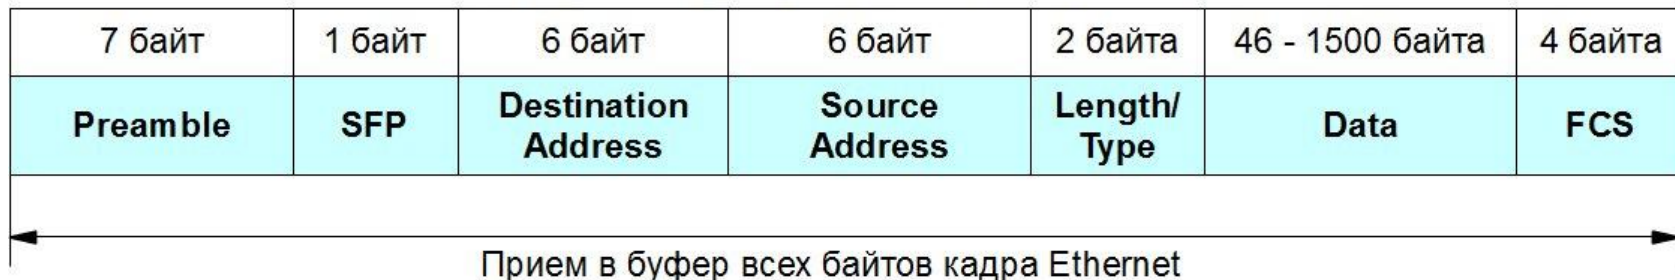 7 байт 1 байт 6 байт 6 байт 2 байта 46 - 1500 байта 4 байта
Preamble SFP Destination Address Source Address Length/ Type Data FCS
Прием в буфер всех байтов кадра Ethernet